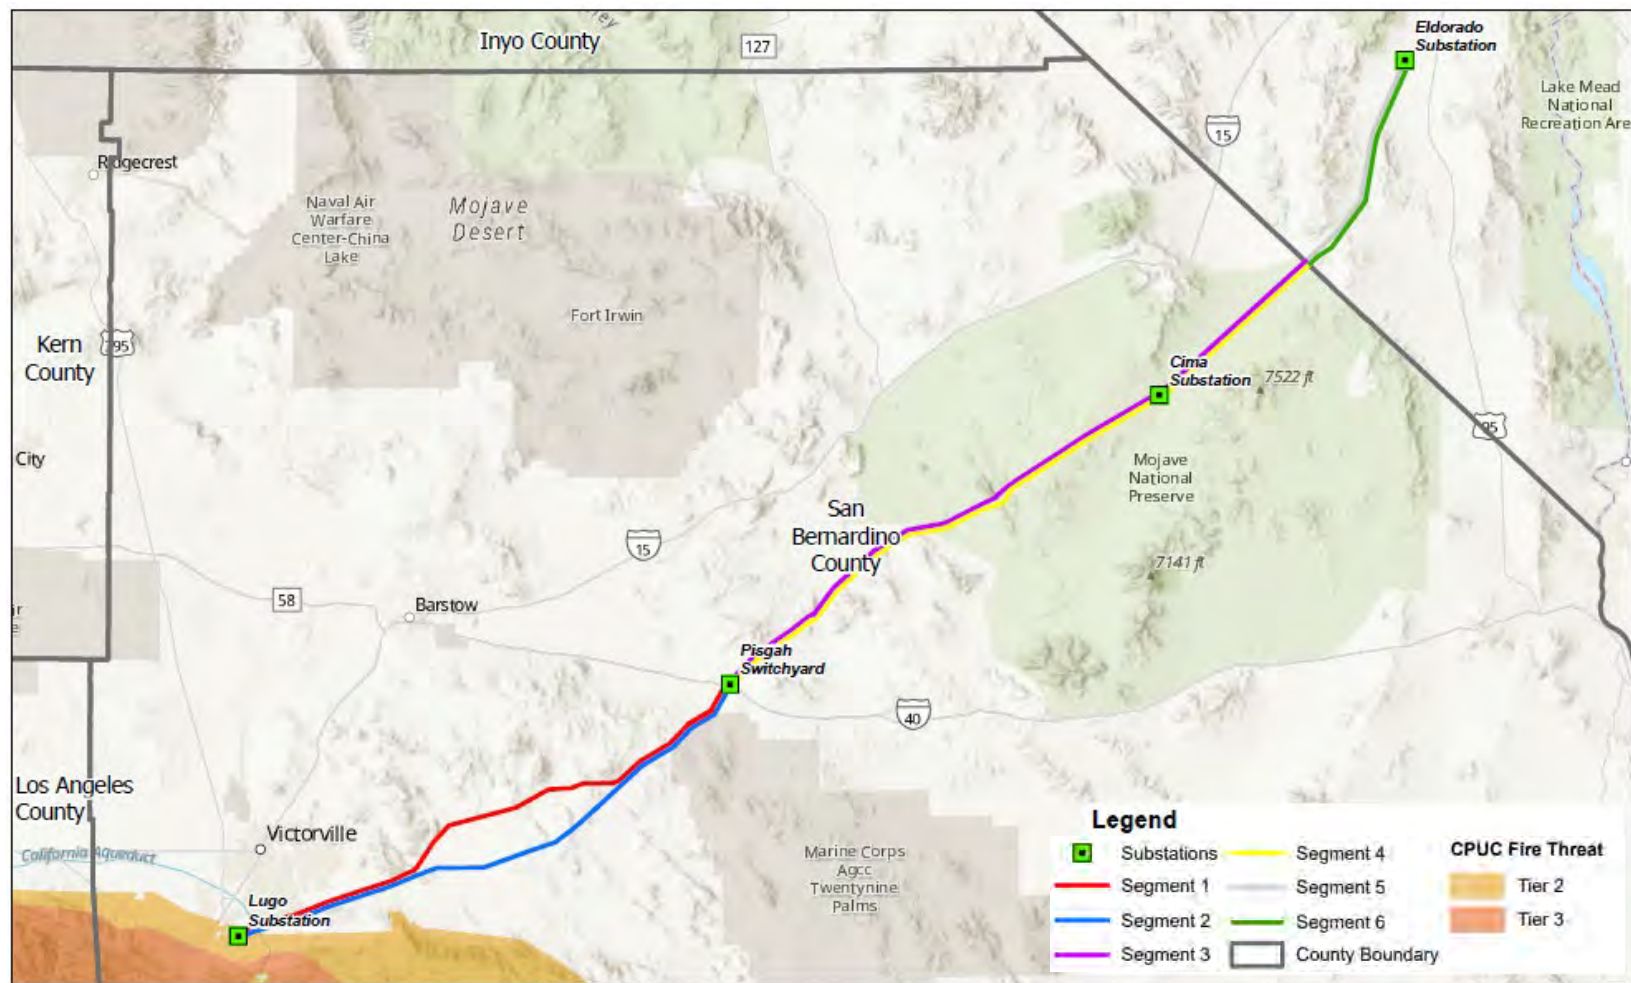 Inyo County
127
ley
Eldorado
Substation
Lake Mead
National
Recreation Are
15
Ridgecrest
Naval Air
Warfare
Center-China
Lake
Mojave
Desert
Fort Irwin
Kern
County
395
City
Cima
Substation
7522 ft
95
Mojave
National
Preserve
San
Bernardino
County
15
7141 ft
58
Barstow
ir
e
Pisgah
Switchyard
40
Los Angeles
County
Victorville
California Aqueduct
Lugo
Substation
Marine Corps
Agcc
Twentynine
Palms
Legend
Substations
Segment 1
Segment 2
Segment 3
Segment 4
Segment 5
Segment 6
County Boundary
CPUC Fire Threat
Tier 2
Tier 3